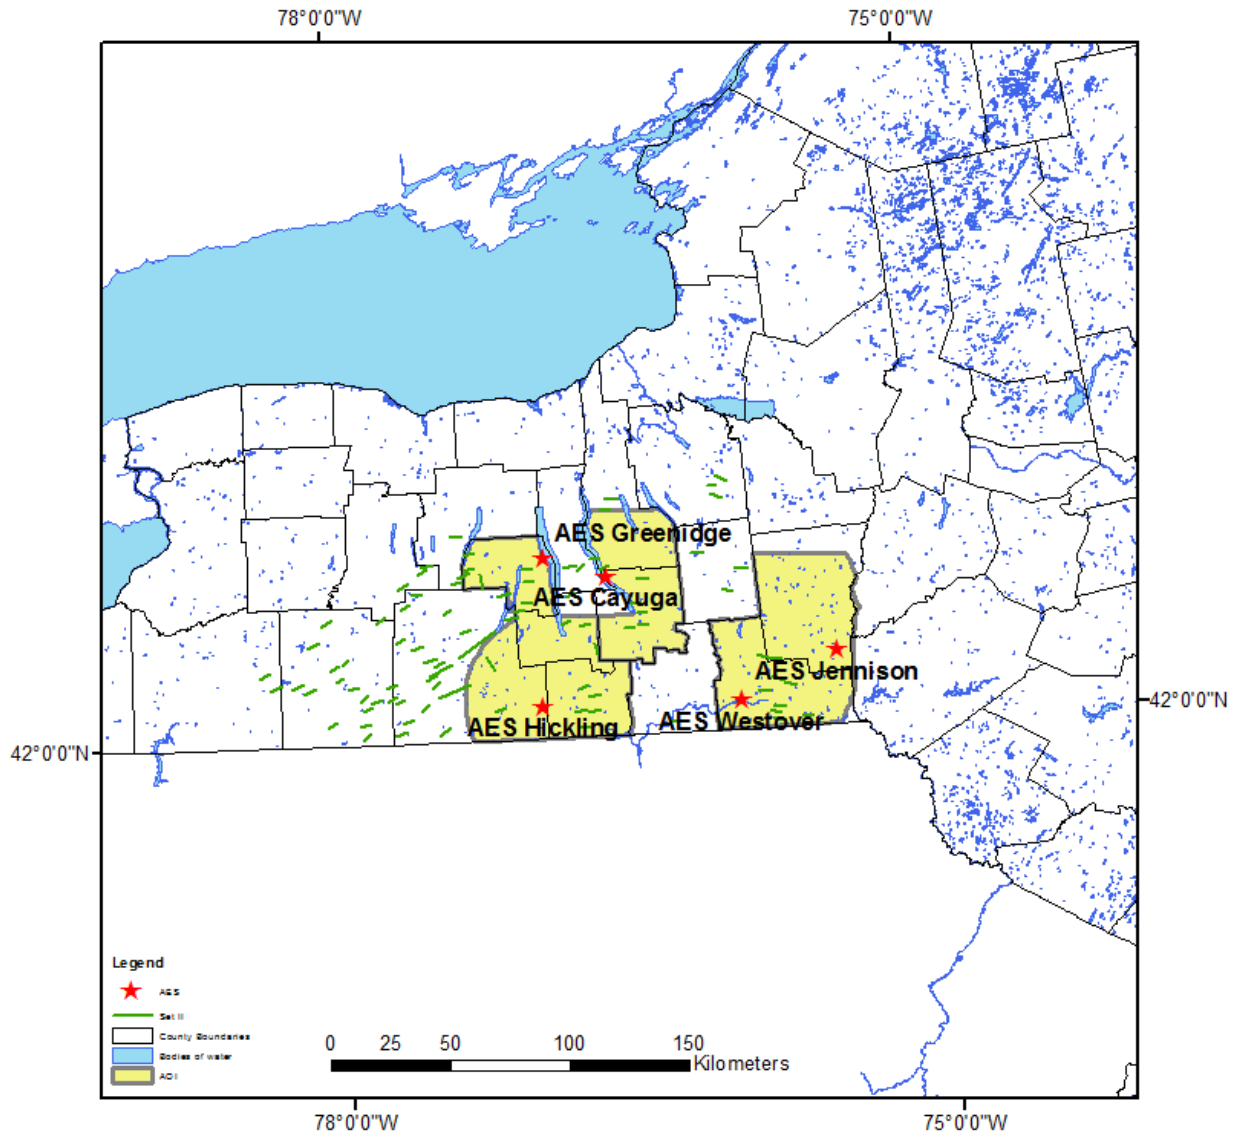 78°0'0"W 75°0'0"W
AES Greenidge
AES Cayuga
AES Jennison
AES Hickling AES Westover
42°0'0"N
42°0'0"N
Legend
AES
Set II
County Boundaries
Bodies of water
AOI
0 25 50 100 150
Kilometers
78°0'0"W 75°0'0"W